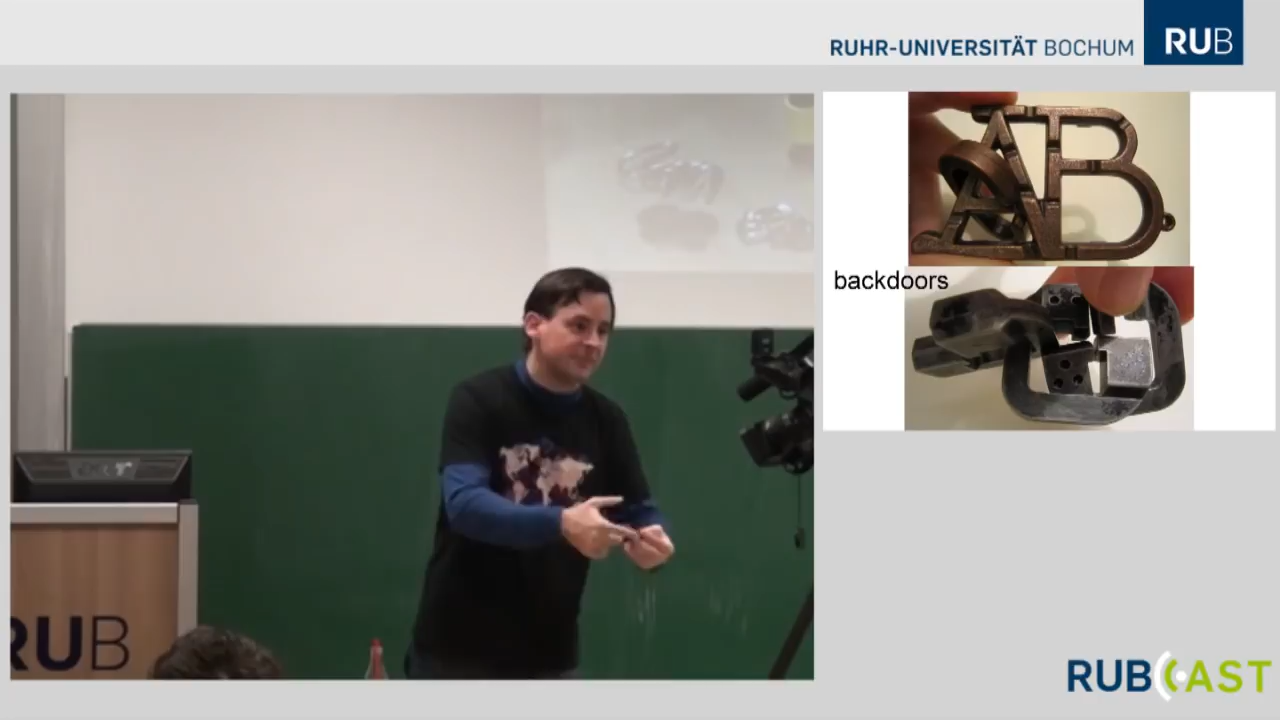 RUHR-UNIVERSITÄT BOCHUM
RUB
AB
backdoors
RUB
RUBCAST